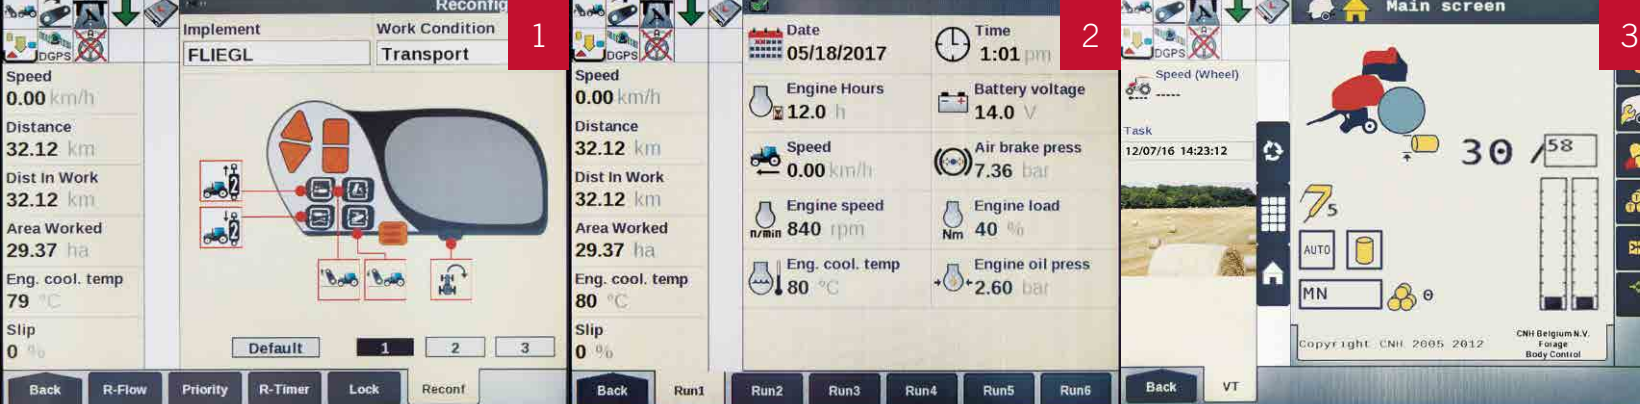 DGPS
Speed
0.00 km/h
Distance
32.12 km
Dist In Work
32.12 km
Area Worked
29.37 ha
Eng. cool. temp
79 °C
Slip
0 %
Reconfig
1
Implement
Work Condition
FLIEGL
Transport
2
2
Default
1
2
3
Back
R-Flow
Priority
R-Timer
Lock
Reconf
DGPS
Speed
0.00 km/h
Distance
32.12 km
Dist In Work
32.12 km
Area Worked
29.37 ha
Eng. cool. temp
80 °C
Slip
0 %
2
Date
05/18/2017
Time
1:01 pm
Engine Hours
12.0 h
Battery voltage
14.0 V
Speed
0.00 km/h
Air brake press
7.36 bar
Engine speed
n/min 840 rpm
Engine load
Nm 40 %
Eng. cool. temp
80 °C
Engine oil press
2.60 bar
Back
Run1
Run2
Run3
Run4
Run5
Run6
DGPS
Speed (Wheel)
-----
Task
12/07/16 14:23:12
Main screen
3
30 / 58
5
AUTO
MN
0
Copyright CNH 2005 2012
CNH Belgium N.V.
Forage
Body Control
Back
VT